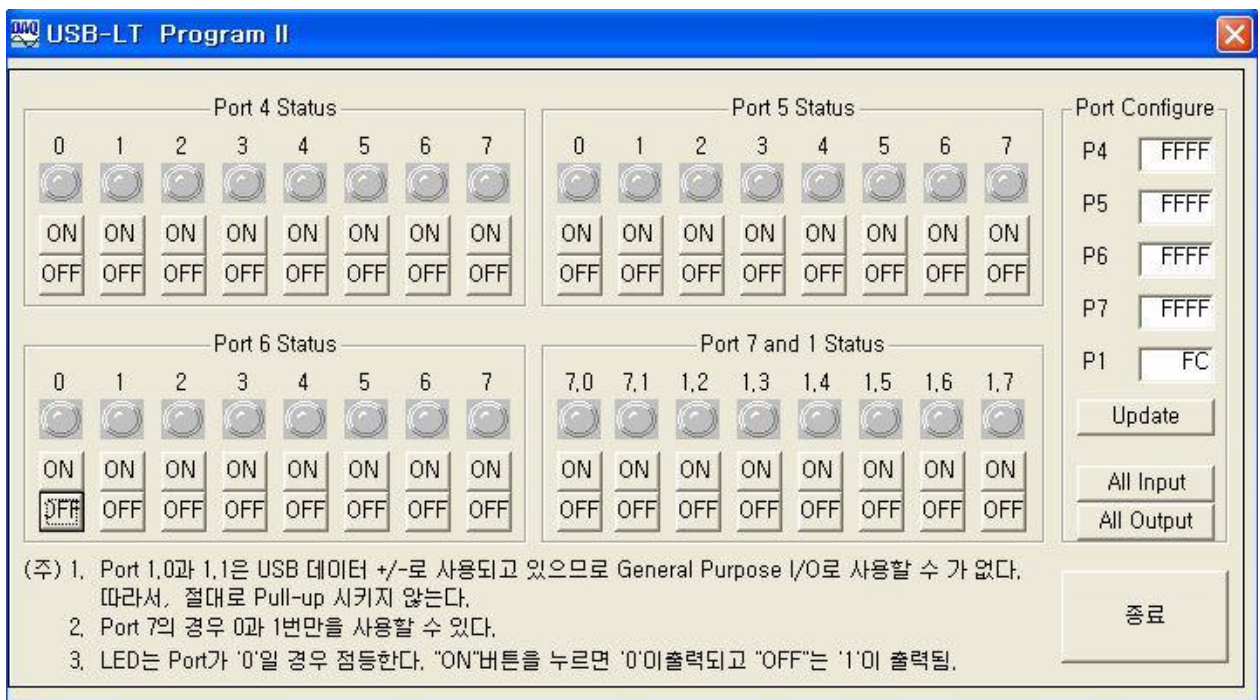 DAQ USB-LT Program II
Port 4 Status
0 1 2 3 4 5 6 7
ON ON ON ON ON ON ON ON
OFF OFF OFF OFF OFF OFF OFF OFF
Port 5 Status
0 1 2 3 4 5 6 7
ON ON ON ON ON ON ON ON
OFF OFF OFF OFF OFF OFF OFF OFF
Port 6 Status
0 1 2 3 4 5 6 7
ON ON ON ON ON ON ON ON
OFF OFF OFF OFF OFF OFF OFF OFF
Port 7 and 1 Status
7,0 7,1 1,2 1,3 1,4 1,5 1,6 1,7
ON ON ON ON ON ON ON ON
OFF OFF OFF OFF OFF OFF OFF OFF
Port Configure
P4 FFFF
P5 FFFF
P6 FFFF
P7 FFFF
P1 FC
Update
All Input
All Output
(주) 1, Port 1,0과 1,1은 USB 데이터 +/-로 사용되고 있으므로 General Purpose I/O로 사용할 수 가 없다,
따라서, 절대로 Pull-up 시키지 않는다,
2, Port 7의 경우 0과 1번만을 사용할 수 있다,
3, LED는 Port가 '0'일 경우 점등한다, "ON"버튼을 누르면 '0'이출력되고 "OFF"는 '1'이 출력됨,
종료